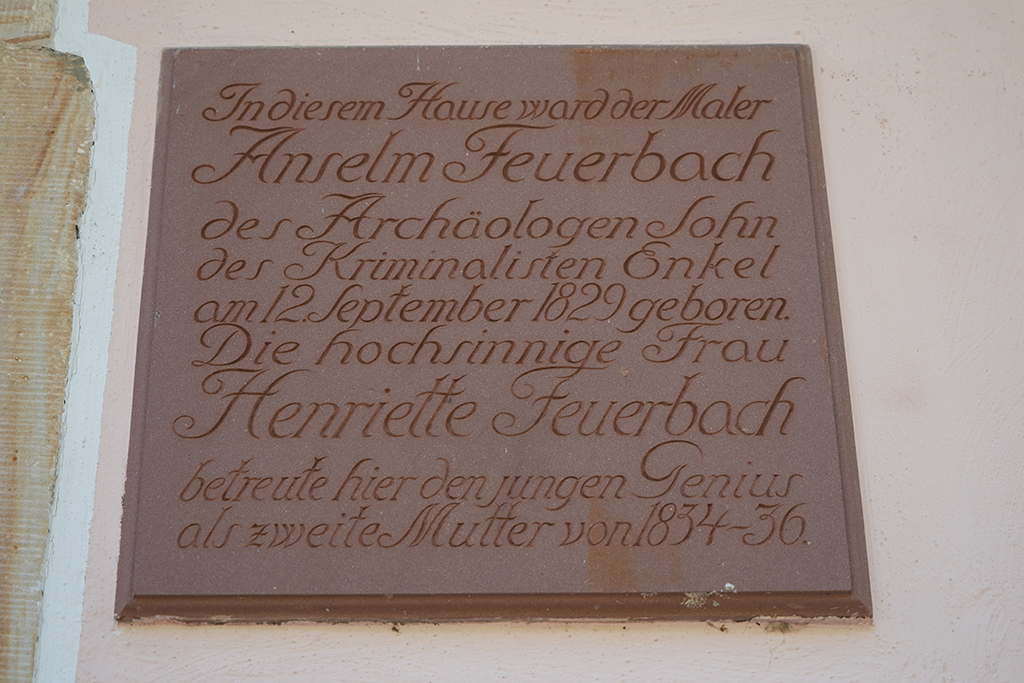 In diesem Hause ward der Maler
Anselm Feuerbach
des Archäologen Sohn
des Kriminalisten Enkel
am 12. September 1829 geboren.
Die hochsinnige Frau
Henriette Feuerbach
betreute hier den jungen Genius
als zweite Mutter von 1834-36.